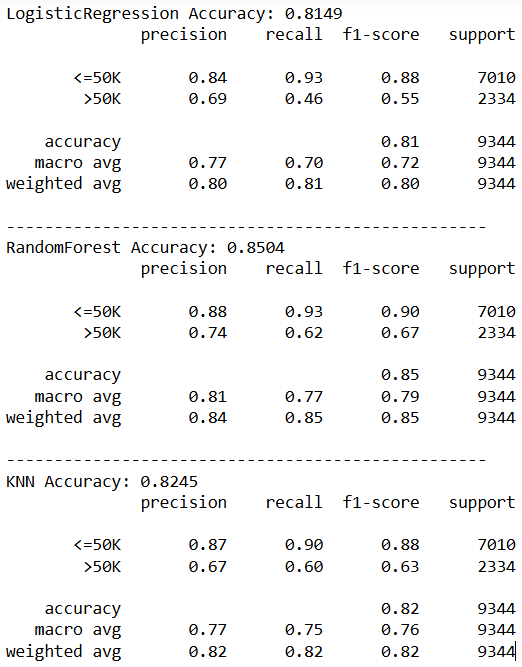 LogisticRegression Accuracy: 0.8149
precision recall f1-score support
<=50K 0.84 0.93 0.88 7010
>50K 0.69 0.46 0.55 2334
accuracy 0.81 9344
macro avg 0.77 0.70 0.72 9344
weighted avg 0.80 0.81 0.80 9344
--------------------------------------------------
RandomForest Accuracy: 0.8504
precision recall f1-score support
<=50K 0.88 0.93 0.90 7010
>50K 0.74 0.62 0.67 2334
accuracy 0.85 9344
macro avg 0.81 0.77 0.79 9344
weighted avg 0.84 0.85 0.85 9344
--------------------------------------------------
KNN Accuracy: 0.8245
precision recall f1-score support
<=50K 0.87 0.90 0.88 7010
>50K 0.67 0.60 0.63 2334
accuracy 0.82 9344
macro avg 0.77 0.75 0.76 9344
weighted avg 0.82 0.82 0.82 9344